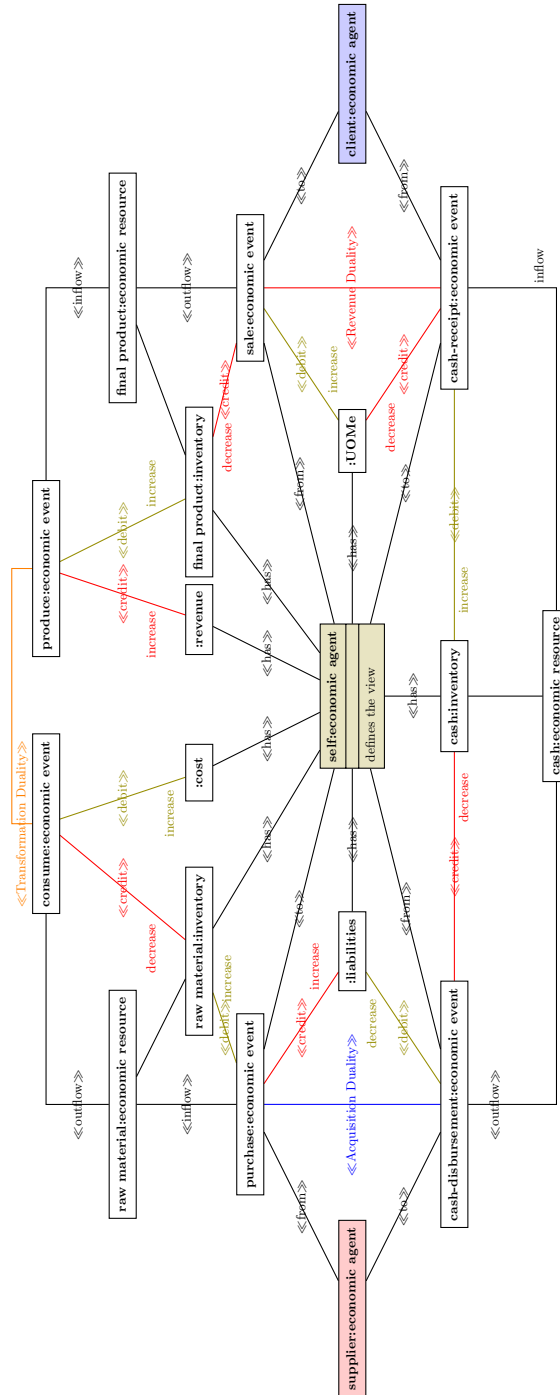 ≪Transformation Duality≫
consume:economic event
produce:economic event
≪outflow≫
≪credit≫
decrease
≪debit≫
increase
≪credit≫
increase
≪debit≫
increase
≪inflow≫
raw material:economic resource
final product:economic resource
≪inflow≫
raw material:inventory
:cost
:revenue
final product:inventory
≪outflow≫
≪debit≫
increase
≪has≫
≪has≫
≪has≫
≪has≫
decrease
≪credit≫
purchase:economic event
sale:economic event
≪from≫
≪credit≫
increase
≪to≫
≪from≫
≪debit≫
increase
≪to≫
supplier:economic agent
≪Acquisition Duality≫
:liabilities
≪has≫
self:economic agent
defines the view
≪has≫
:UOMe
≪Revenue Duality≫
client:economic agent
≪to≫
decrease
≪debit≫
≪from≫
≪has≫
≪to≫
decrease
≪credit≫
≪from≫
cash-disbursement:economic event
≪credit≫
decrease
cash:inventory
increase
≪debit≫
cash-receipt:economic event
≪outflow≫
inflow
cash:economic resource